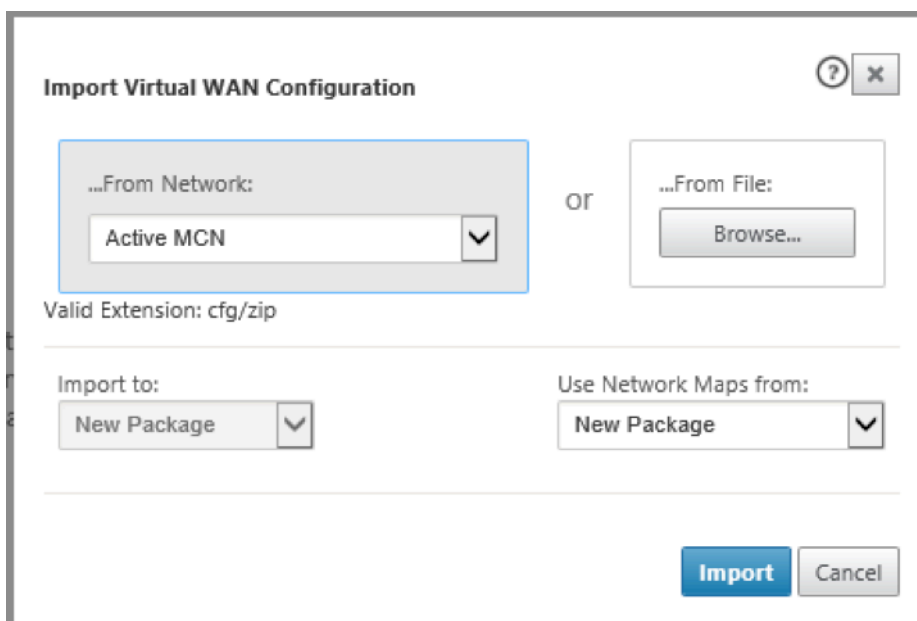 Import Virtual WAN Configuration
?
...From Network:
Active MCN
or
...From File:
Browse...
Valid Extension: cfg/zip
Import to:
New Package
Use Network Maps from:
New Package
Import
Cancel